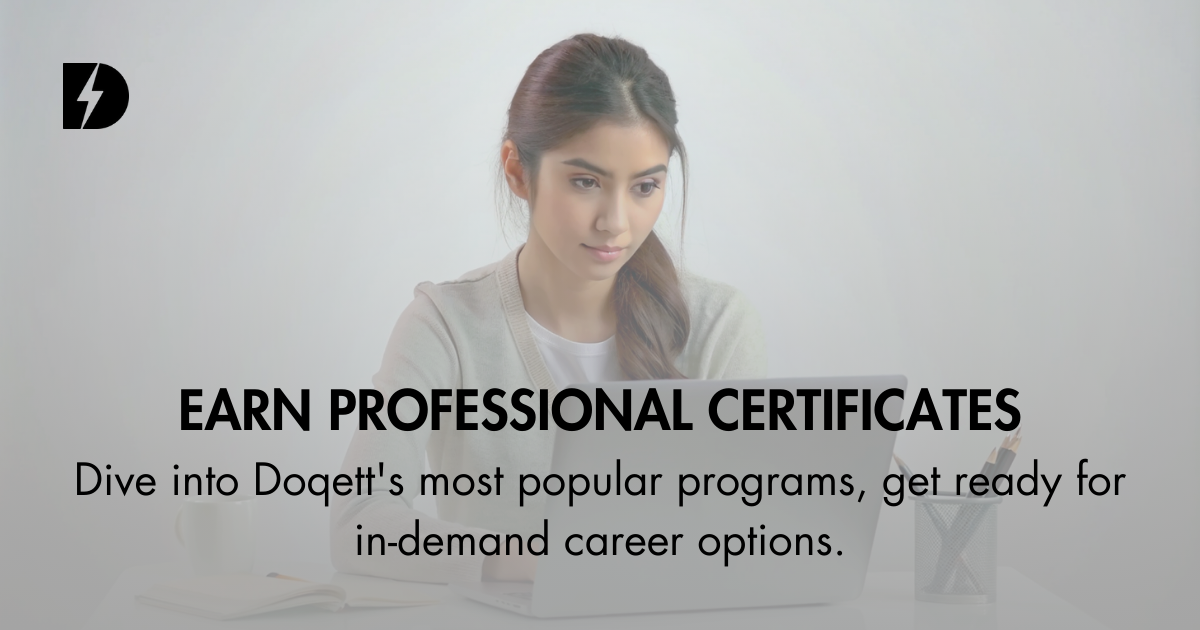 EARN PROFESSIONAL CERTIFICATES
Dive into Doqett's most popular programs, get ready for
in-demand career options.